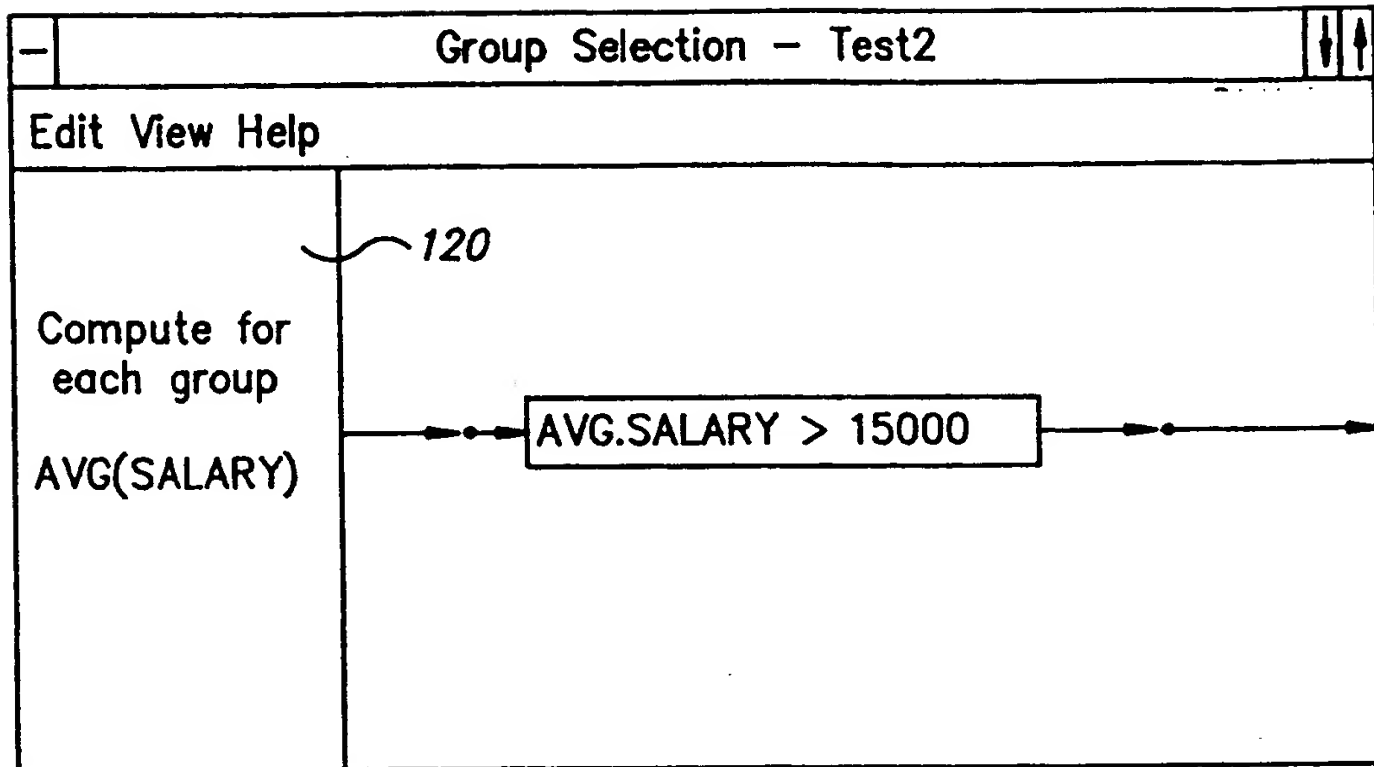 Group Selection - Test2
Edit View Help
120
Compute for
each group
AVG(SALARY)
AVG.SALARY > 15000